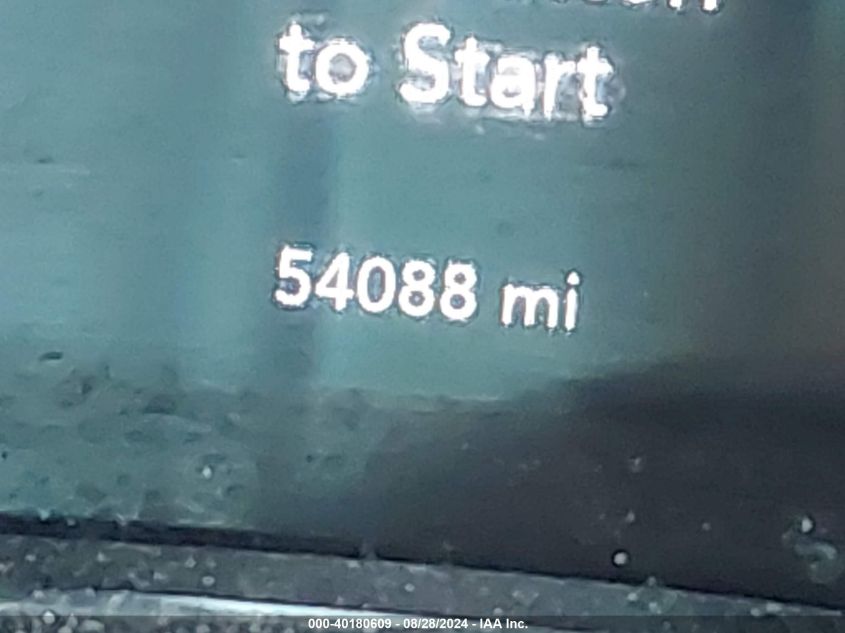 to Start
54088 mi
000-40180609 - 08/28/2024 - IAA Inc.